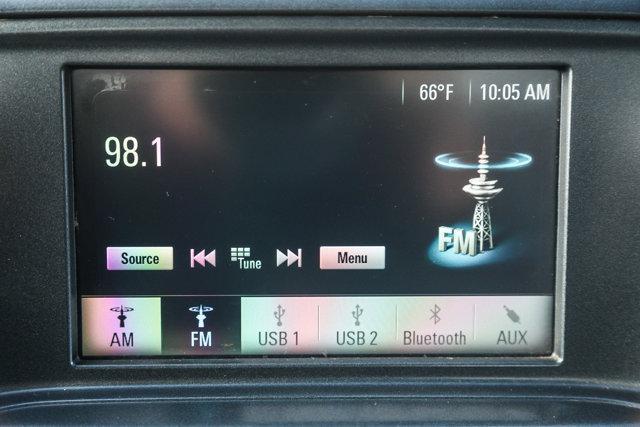 66°F 10:05 AM
98.1
FM
Source Tune Menu
AM FM USB 1 USB 2 Bluetooth AUX